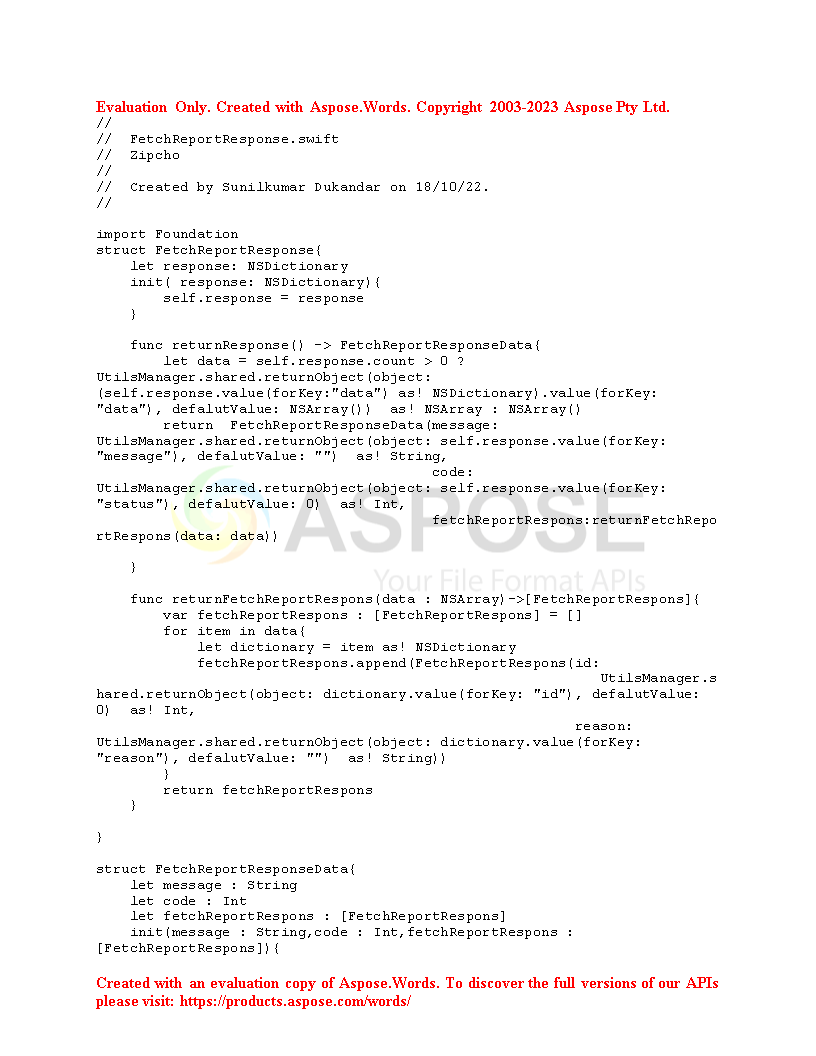 Evaluation Only. Created with Aspose.Words. Copyright 2003-2023 Aspose Pty Ltd.
//
//  FetchReportResponse.swift
//  Zipcho
//
//  Created by Sunilkumar Dukandar on 18/10/22.
//
import Foundation
struct FetchReportResponse{
    let response: NSDictionary
    init( response: NSDictionary){
        self.response = response
    }
    func returnResponse() -> FetchReportResponseData{
        let data = self.response.count > 0 ?
UtilsManager.shared.returnObject(object:
(self.response.value(forKey:"data") as! NSDictionary).value(forKey:
"data"), defalutValue: NSArray())  as! NSArray : NSArray()
        return  FetchReportResponseData(message:
UtilsManager.shared.returnObject(object: self.response.value(forKey:
"message"), defalutValue: "")  as! String,
                                        code:
UtilsManager.shared.returnObject(object: self.response.value(forKey:
"status"), defalutValue: 0)  as! Int,
                                        fetchReportRespons:returnFetchRepo
rtRespons(data: data))
ASPOSE
Your File Format APIs
    }
    func returnFetchReportRespons(data : NSArray)->[FetchReportRespons]{
        var fetchReportRespons : [FetchReportRespons] = []
        for item in data{
            let dictionary = item as! NSDictionary
            fetchReportRespons.append(FetchReportRespons(id:
                                                            UtilsManager.s
hared.returnObject(object: dictionary.value(forKey: "id"), defalutValue:
0)  as! Int,
                                                         reason:
UtilsManager.shared.returnObject(object: dictionary.value(forKey:
"reason"), defalutValue: "")  as! String))
        }
        return fetchReportRespons
    }
}
struct FetchReportResponseData{
    let message : String
    let code : Int
    let fetchReportRespons : [FetchReportRespons]
    init(message : String,code : Int,fetchReportRespons :
[FetchReportRespons]){
Created with an evaluation copy of Aspose.Words. To discover the full versions of our APIs
please visit: https://products.aspose.com/words/